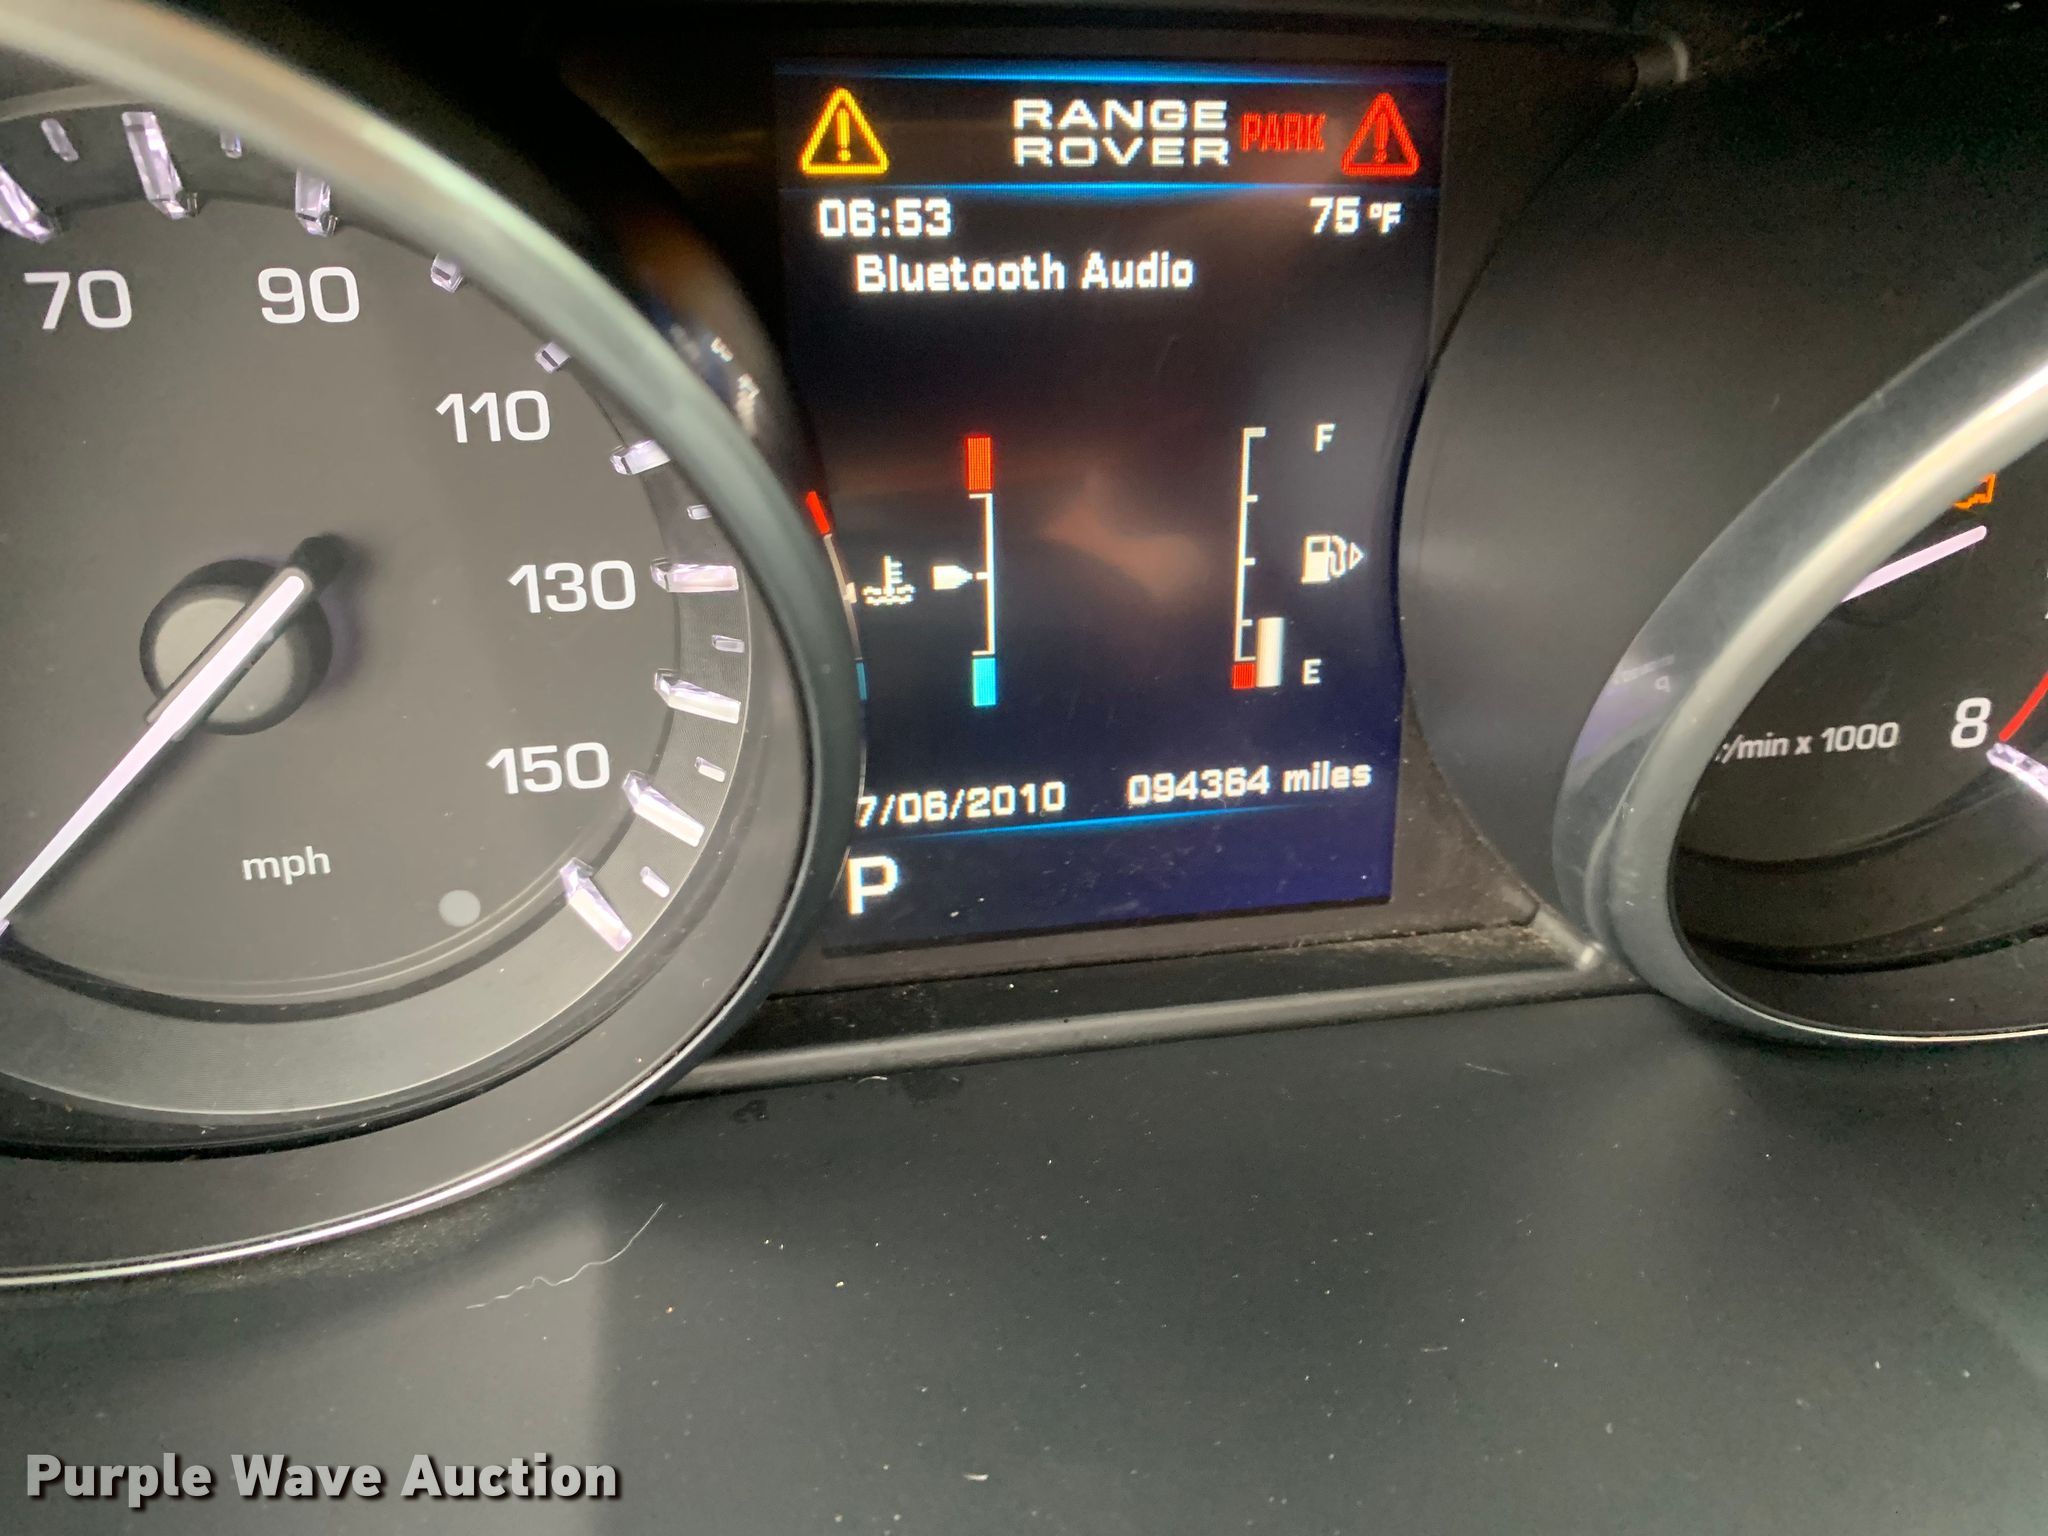 RANGE
ROVER
PARK
06:53
75 °F
Bluetooth Audio
70
90
110
130
150
mph
F
E
7/06/2010
094364 miles
P
/min x 1000
8
Purple Wave Auction